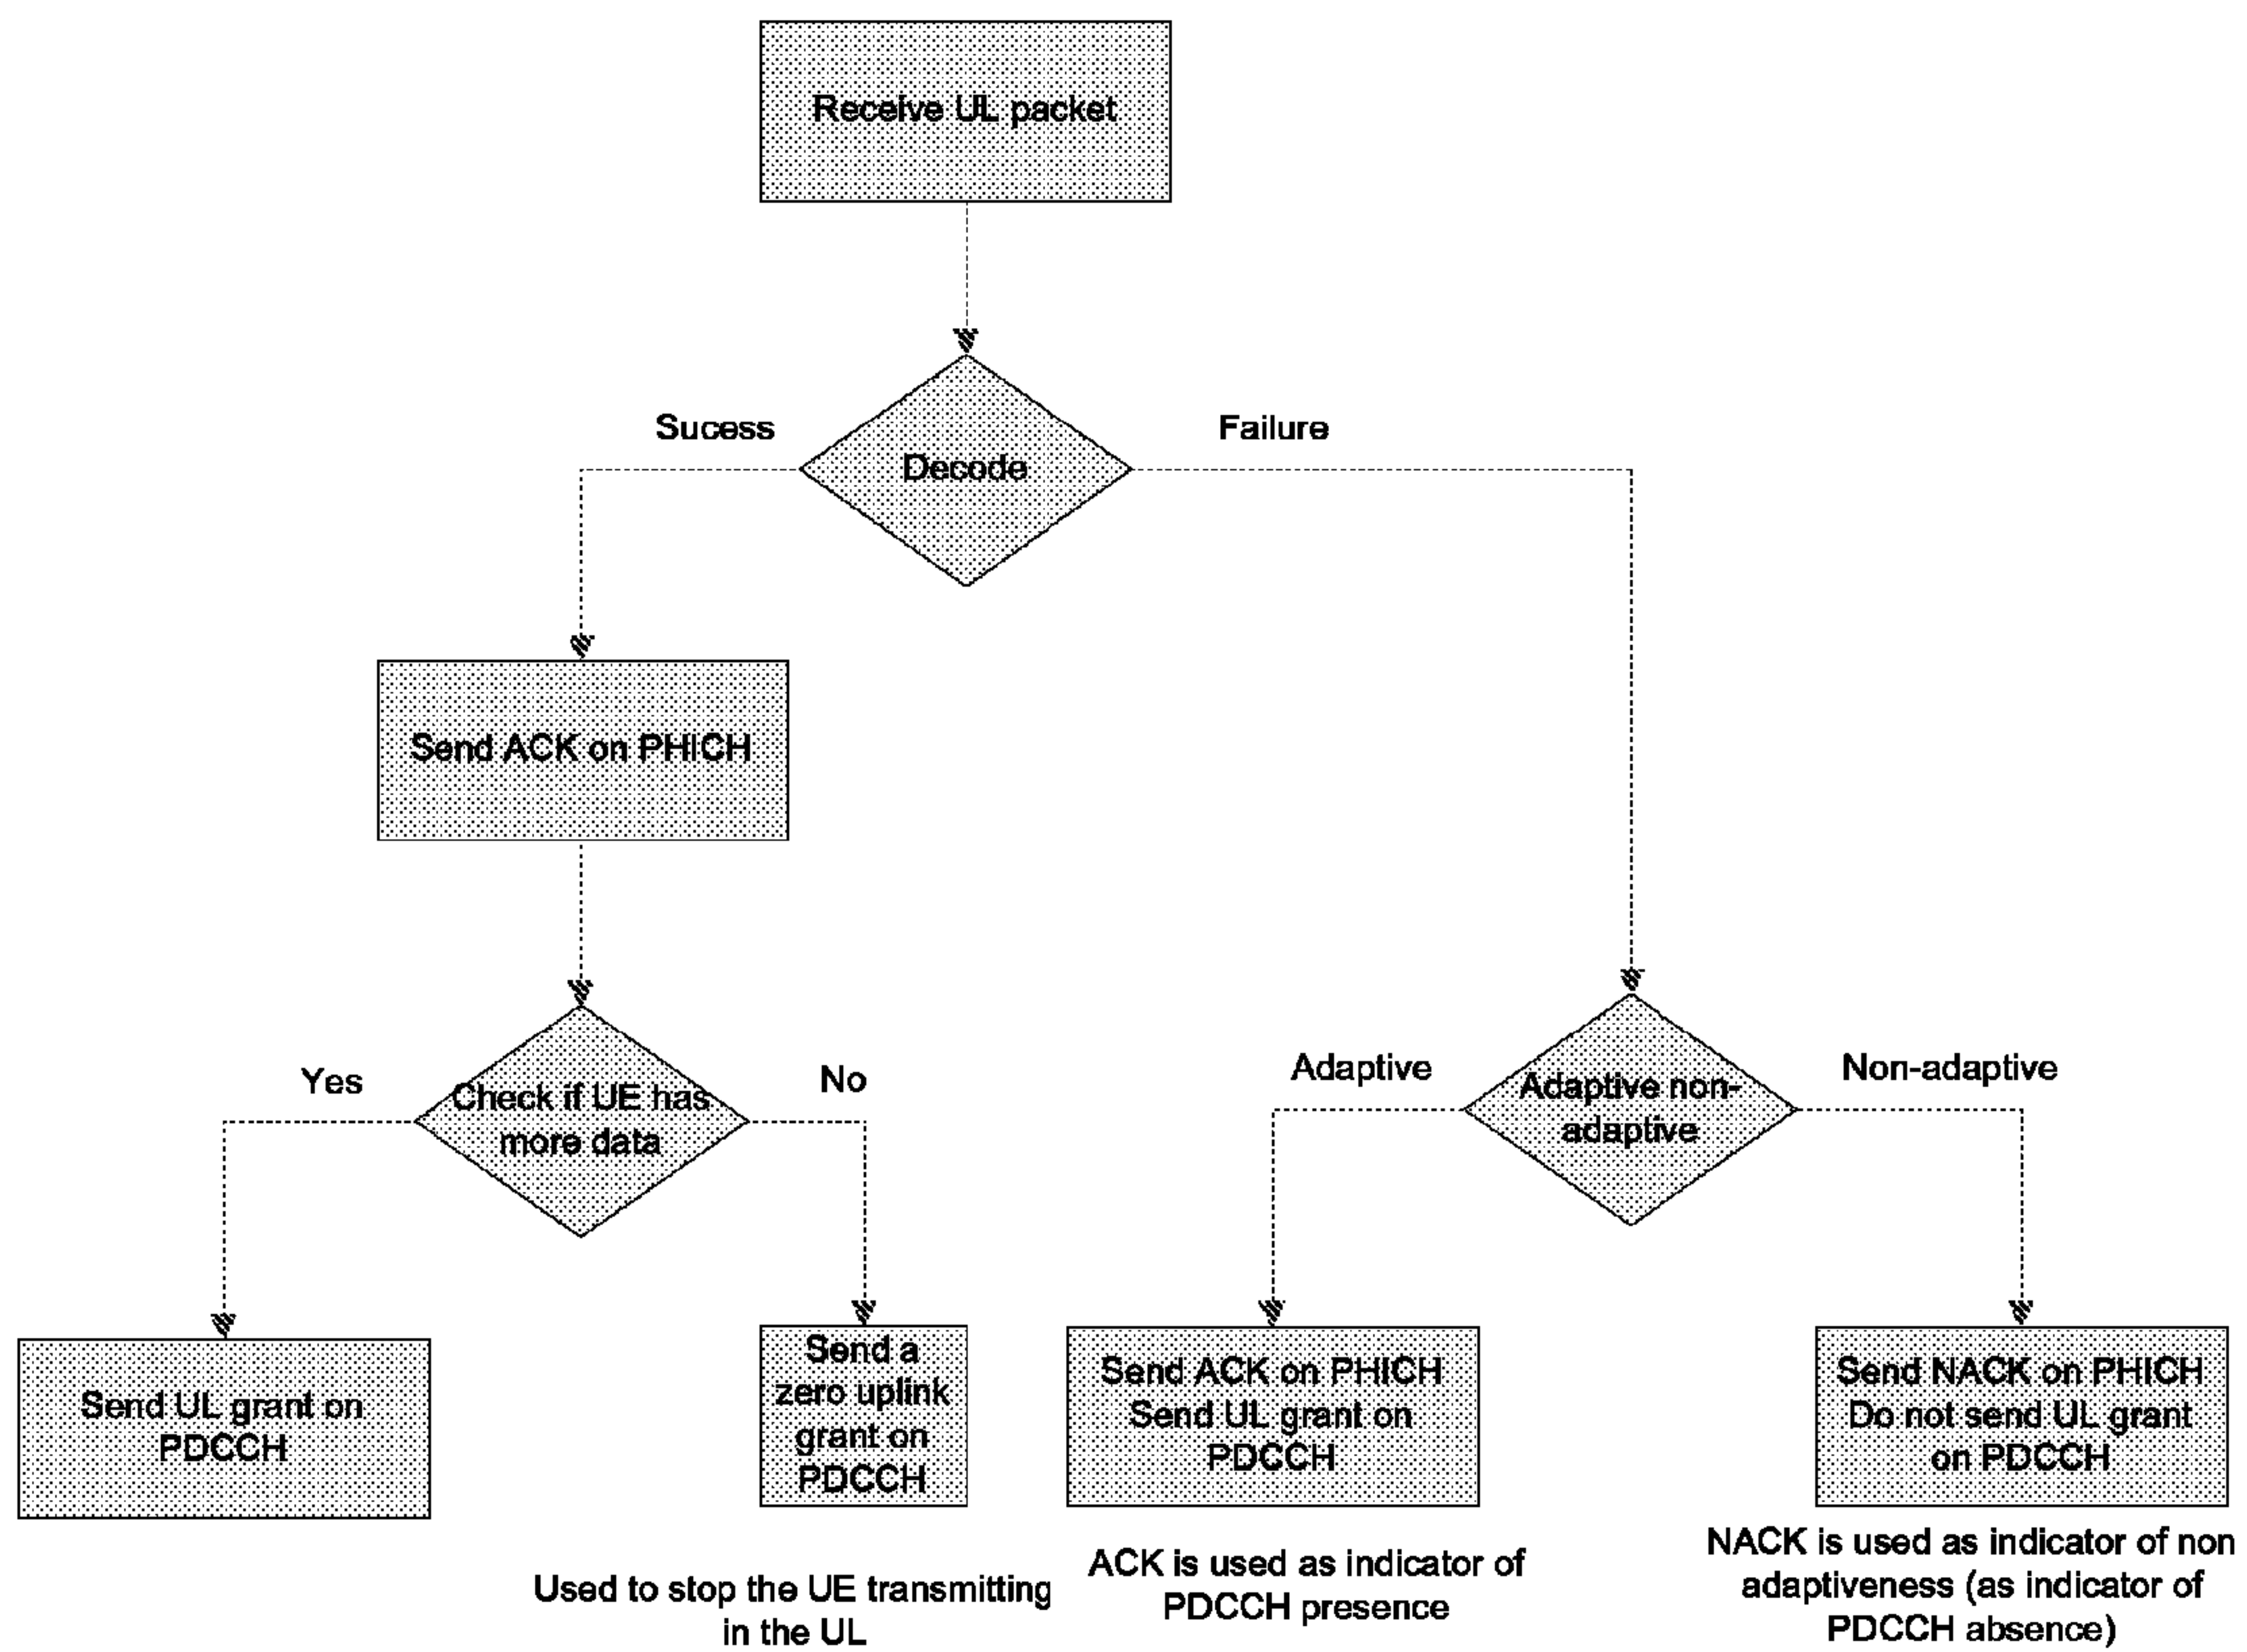 Receive UL packet
Sucess
Failure
Decode
Send ACK on PHICH
Yes
Check if UE has
more data
No
Adaptive
Adaptive non-
adaptive
Non-adaptive
Send UL grant on
PDCCH
Send a
zero uplink
grant on
PDCCH
Send ACK on PHICH
Send UL grant on
PDCCH
Send NACK on PHICH
Do not send UL grant
on PDCCH
Used to stop the UE transmitting
in the UL
ACK is used as indicator of
PDCCH presence
NACK is used as indicator of non
adaptiveness (as indicator of
PDCCH absence)